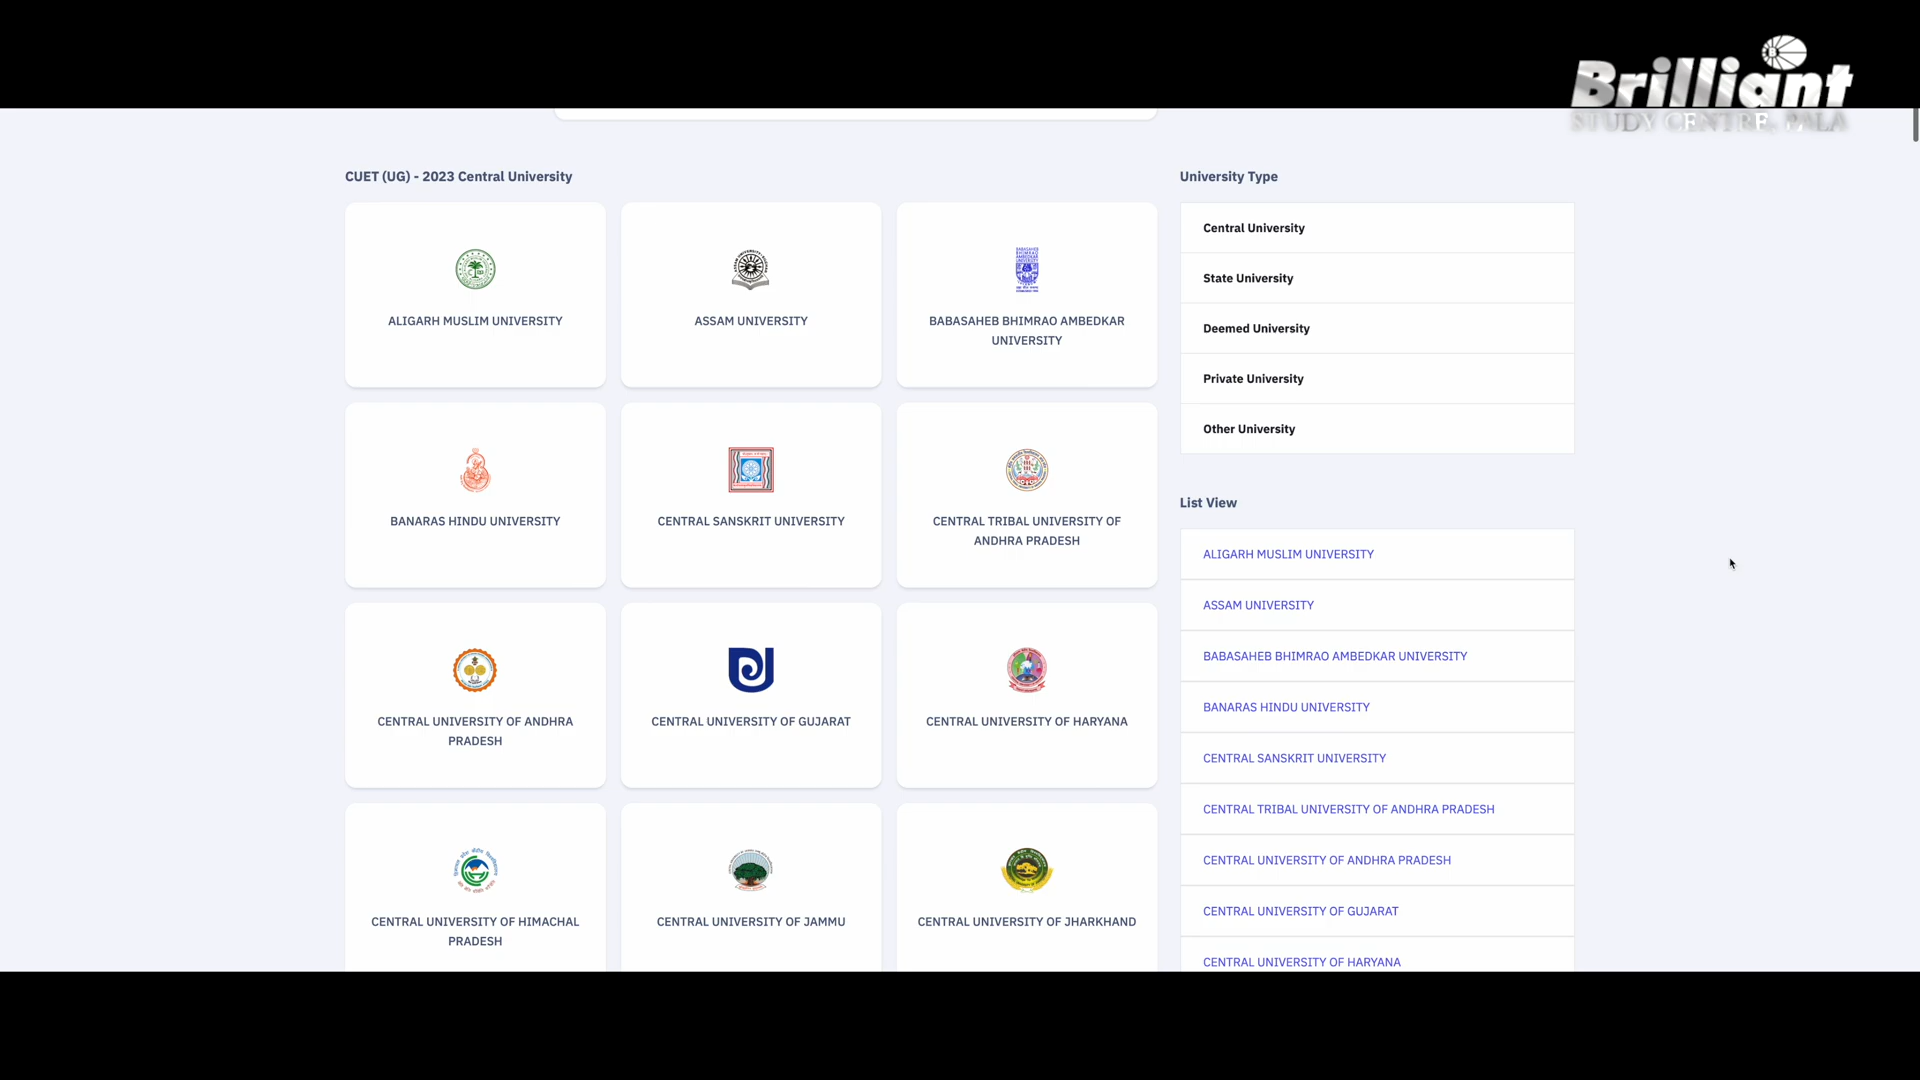 Brilliant
STUDY CENTRE, PALA
CUET (UG) - 2023 Central University
ALIGARH MUSLIM UNIVERSITY
ASSAM UNIVERSITY
BABASAHEB BHIMRAO AMBEDKAR
UNIVERSITY
BANARAS HINDU UNIVERSITY
CENTRAL SANSKRIT UNIVERSITY
CENTRAL TRIBAL UNIVERSITY OF
ANDHRA PRADESH
CENTRAL UNIVERSITY OF ANDHRA
PRADESH
CENTRAL UNIVERSITY OF GUJARAT
CENTRAL UNIVERSITY OF HARYANA
CENTRAL UNIVERSITY OF HIMACHAL
PRADESH
CENTRAL UNIVERSITY OF JAMMU
CENTRAL UNIVERSITY OF JHARKHAND
University Type
Central University
State University
Deemed University
Private University
Other University
List View
ALIGARH MUSLIM UNIVERSITY
ASSAM UNIVERSITY
BABASAHEB BHIMRAO AMBEDKAR UNIVERSITY
BANARAS HINDU UNIVERSITY
CENTRAL SANSKRIT UNIVERSITY
CENTRAL TRIBAL UNIVERSITY OF ANDHRA PRADESH
CENTRAL UNIVERSITY OF ANDHRA PRADESH
CENTRAL UNIVERSITY OF GUJARAT
CENTRAL UNIVERSITY OF HARYANA